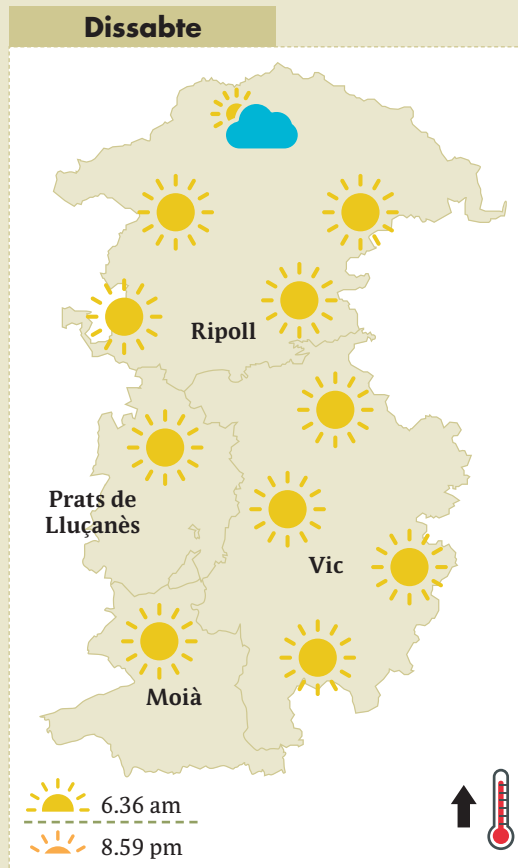 Dissabte
Ripoll
Prats de
Lluçanès
Vic
Moià
6.36 am
8.59 pm